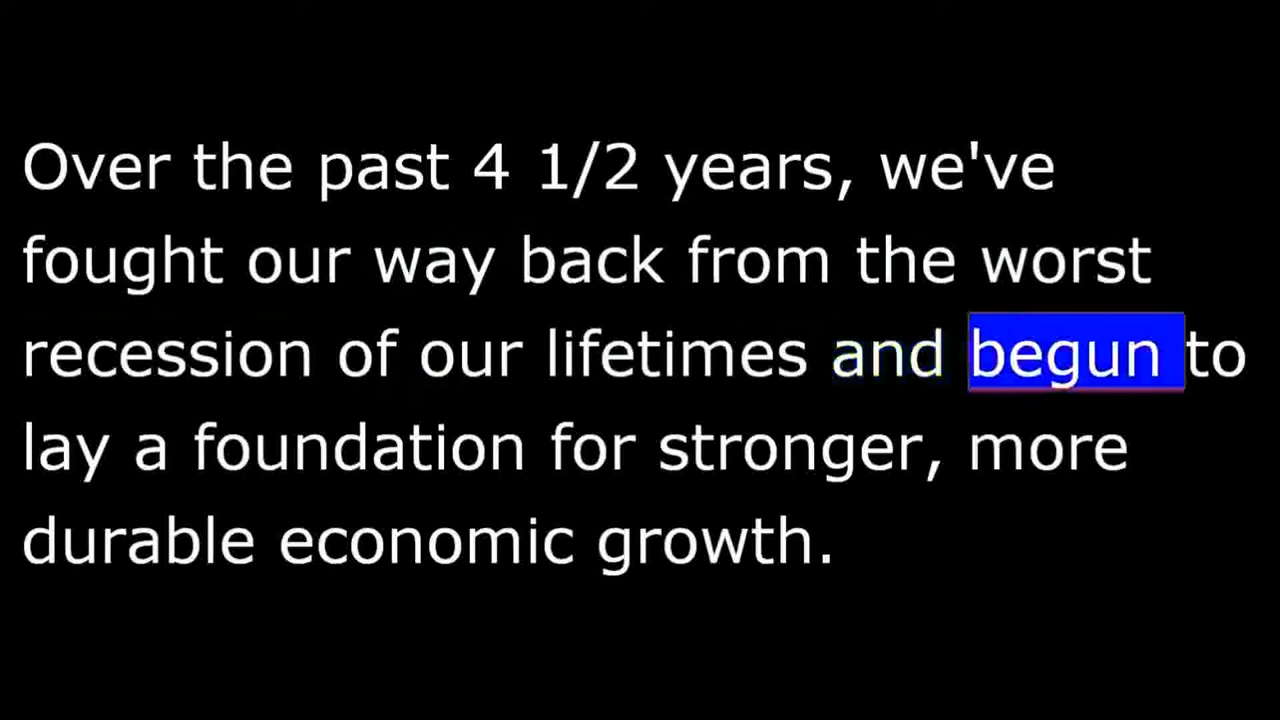 Over the past 4 1/2 years, we've
fought our way back from the worst
recession of our lifetimes and begun to
lay a foundation for stronger, more
durable economic growth.